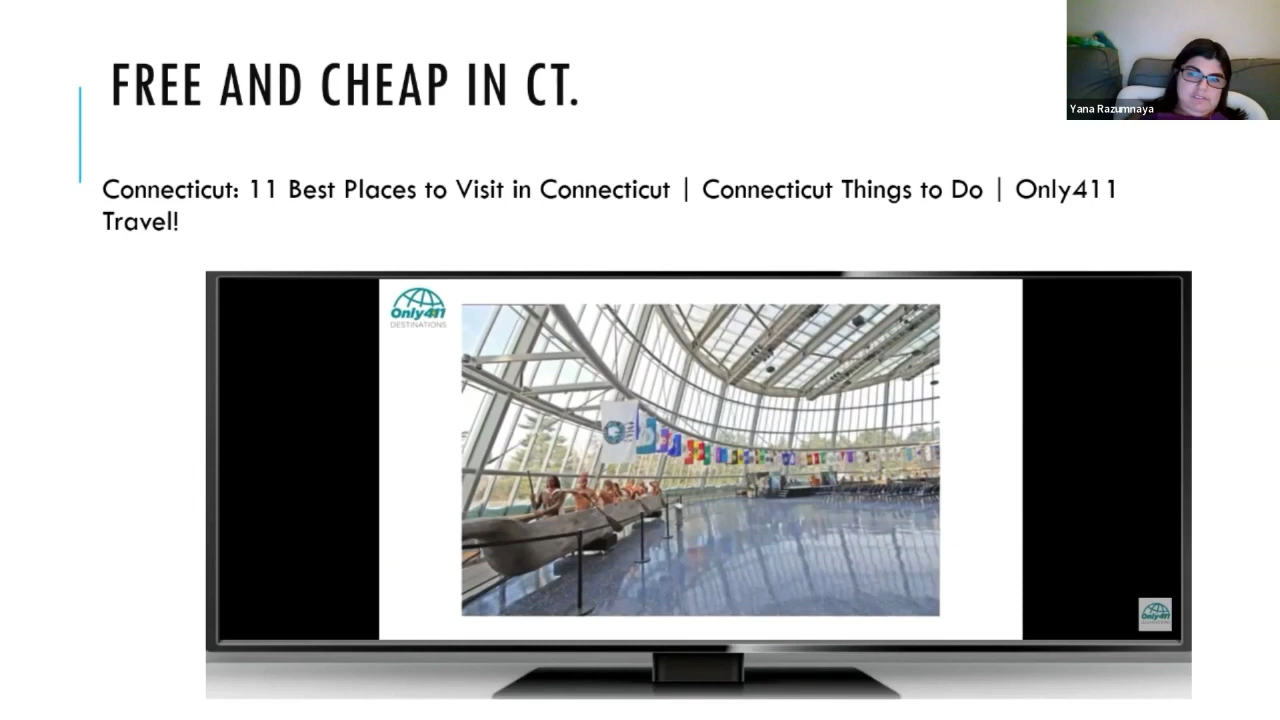 FREE AND CHEAP IN CT.
Yana Razumnaya
Connecticut: 11 Best Places to Visit in Connecticut | Connecticut Things to Do | Only411
Travel!
Only411
DESTINATIONS
Only411